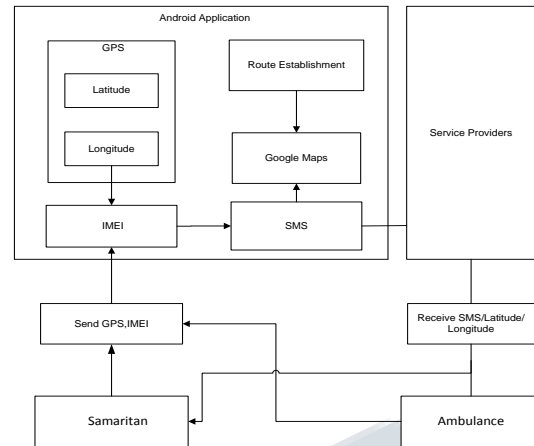 Android Application
GPS
Latitude
Longitude
Route Establishment
Google Maps
IMEI
SMS
Service Providers
Send GPS,IMEI
Receive SMS/Latitude/
Longitude
Samaritan
Ambulance